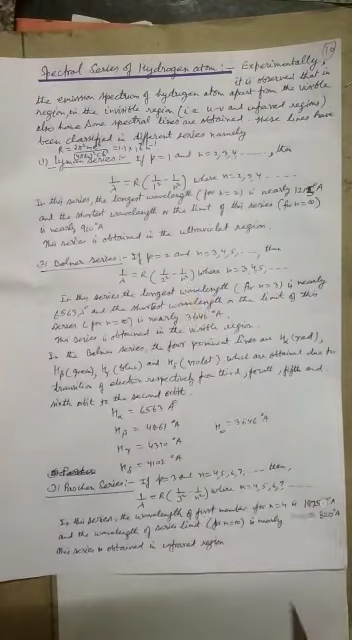 19
Spectral Series of Hydrogen atom:- Experimentally,
it is observed that in
the emission spectrum of hydrogen atom apart from the visible
region, in the invisible region (i.e u-v and infrared regions)
also have some spectral lines are obtained. These lines have
been classified in different series namely
1) Lyman Series:- If p=1 and n=2,3,4 ----, then
1/λ = R(1/1² - 1/n²) where n=2,3,4 -----
In this series, the longest wavelength (for n=2) is nearly
and the shortest wavelength or the limit of this series (for n=∞)
is nearly 910°A
This series is obtained in the ultraviolet region.
2) Balmer series:- If p=2 and n=3,4,5, ---, then
1/λ = R(1/2² - 1/n²) where n=3,4,5, ---
In this series the longest wavelength (for n=3) is nearly
6563°A and the shortest wavelength or the limit of this
series (for n=∞) is nearly 3646°A.
This series is obtained in the visible region.
In the Balmer series, the four prominent lines are Hα (red),
Hβ (green), Hγ (blue) and Hδ (violet) which are obtained due to
transition of electron respectively from third, fourth, fifth and
sixth orbit to the second orbit.
Hα = 6563 Å
Hβ = 4861°A H∞ = 3646°A
Hγ = 4340°A
Hδ = 4102°A
3) Paschen Series:- If p=3 and n=4,5,6,7, ---- then,
1/λ = R(1/3² - 1/n²) where n=4,5,6,7 ----
In this series, the wavelength of first member for n=4 is
and the wavelength of series limit (for n=∞) is nearly 820°A
This series is obtained in infrared region